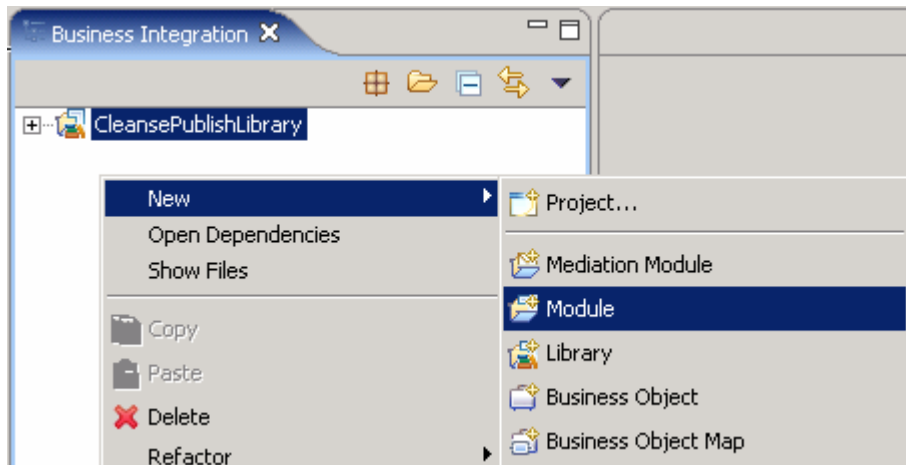 Business Integration
CleansePublishLibrary
New
Open Dependencies
Show Files
Copy
Paste
Delete
Refactor
Project...
Mediation Module
Module
Library
Business Object
Business Object Map